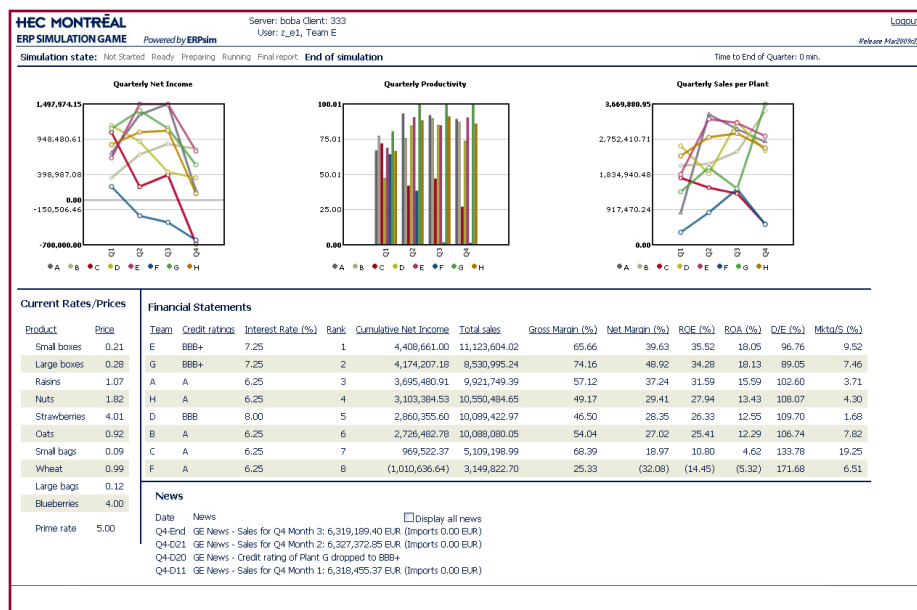 HEC MONTRĒAL
ERP SIMULATION GAME Powered by ERPsim
Server: boba Client: 333
User: z_e1, Team E
Logout
Release Mar2009r2
Simulation state: Not Started Ready Preparing Running Final report End of simulation
Time to End of Quarter: 0 min.
Quarterly Net Income
1,497,974.15
948,480.61
398,987.08
0.00
-150,506.46
-700,000.00
Q1 Q2 Q3 Q4
A B C D E F G H
Quarterly Productivity
100.01
75.01
50.01
25.00
0.00
Q1 Q2 Q3 Q4
A B C D E F G H
Quarterly Sales per Plant
3,669,880.95
2,752,410.71
1,834,940.48
917,470.24
0.00
Q1 Q2 Q3 Q4
A B C D E F G H
Current Rates/Prices
Product Price
Small boxes 0.21
Large boxes 0.28
Raisins 1.07
Nuts 1.82
Strawberries 4.01
Oats 0.92
Small bags 0.09
Wheat 0.99
Large bags 0.12
Blueberries 4.00
Prime rate 5.00
Financial Statements
Team Credit ratings Interest Rate (%) Rank Cumulative Net Income Total sales Gross Margin (%) Net Margin (%) ROE (%) ROA (%) D/E (%) Mktg/S (%)
E BBB+ 7.25 1 4,408,661.00 11,123,604.02 65.66 39.63 35.52 18.05 96.76 9.52
G BBB+ 7.25 2 4,174,207.18 8,530,995.24 74.16 48.92 34.28 18.13 89.05 7.46
A A 6.25 3 3,695,480.91 9,921,749.39 57.12 37.24 31.59 15.59 102.60 3.71
H A 6.25 4 3,103,384.53 10,550,484.65 49.17 29.41 27.94 13.43 108.07 4.30
D BBB 8.00 5 2,860,355.60 10,089,422.97 46.50 28.35 26.33 12.55 109.70 1.68
B A 6.25 6 2,726,482.78 10,088,080.05 54.04 27.02 25.41 12.29 106.74 7.82
C A 6.25 7 969,522.37 5,109,198.99 68.39 18.97 10.80 4.62 133.78 19.25
F A 6.25 8 (1,010,636.64) 3,149,822.70 25.33 (32.08) (14.45) (5.32) 171.68 6.51
News
Date News Display all news
Q4-End GE News - Sales for Q4 Month 3: 6,319,189.40 EUR (Imports 0.00 EUR)
Q4-D21 GE News - Sales for Q4 Month 2: 6,327,372.85 EUR (Imports 0.00 EUR)
Q4-D20 GE News - Credit rating of Plant G dropped to BBB+
Q4-D11 GE News - Sales for Q4 Month 1: 6,318,455.37 EUR (Imports 0.00 EUR)